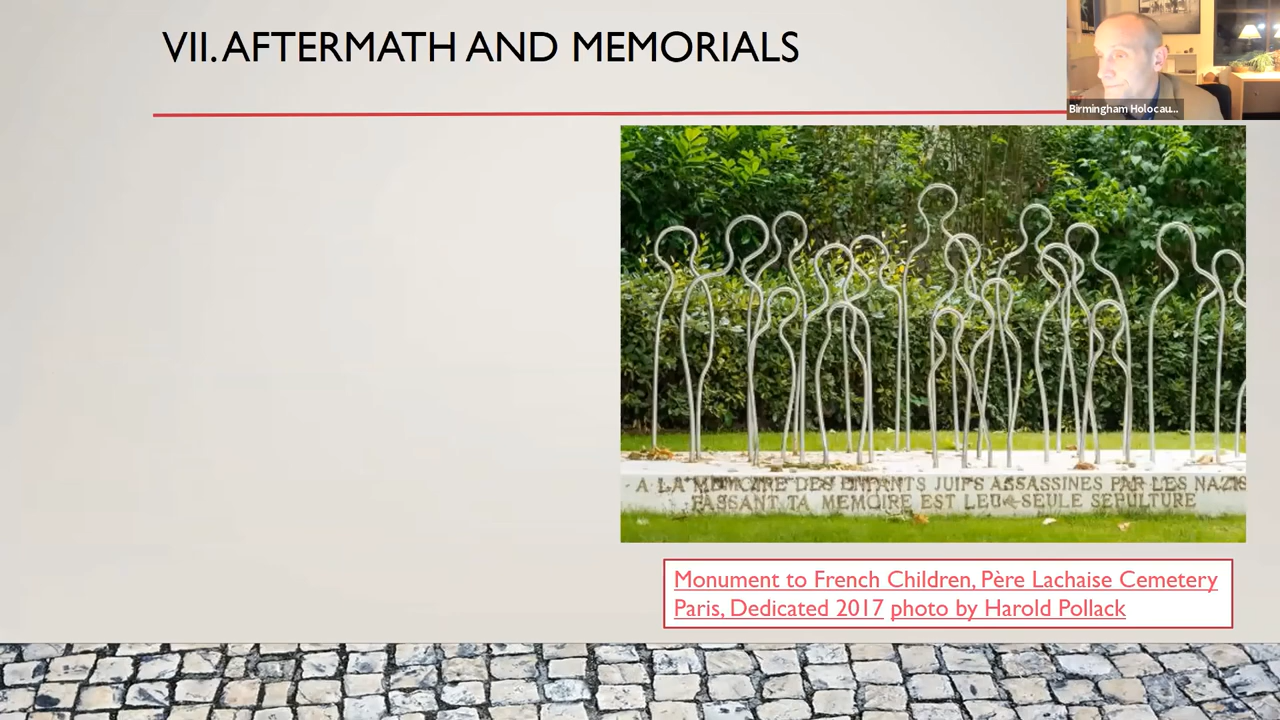 VII. AFTERMATH AND MEMORIALS
Birmingham Holocau...
A LA MEMOIRE DES ENFANTS JUIFS ASSASSINES PAR LES NAZIS
PASSANT TA MEMOIRE EST LEUR SEULE SEPULTURE
Monument to French Children, Père Lachaise Cemetery
Paris, Dedicated 2017 photo by Harold Pollack